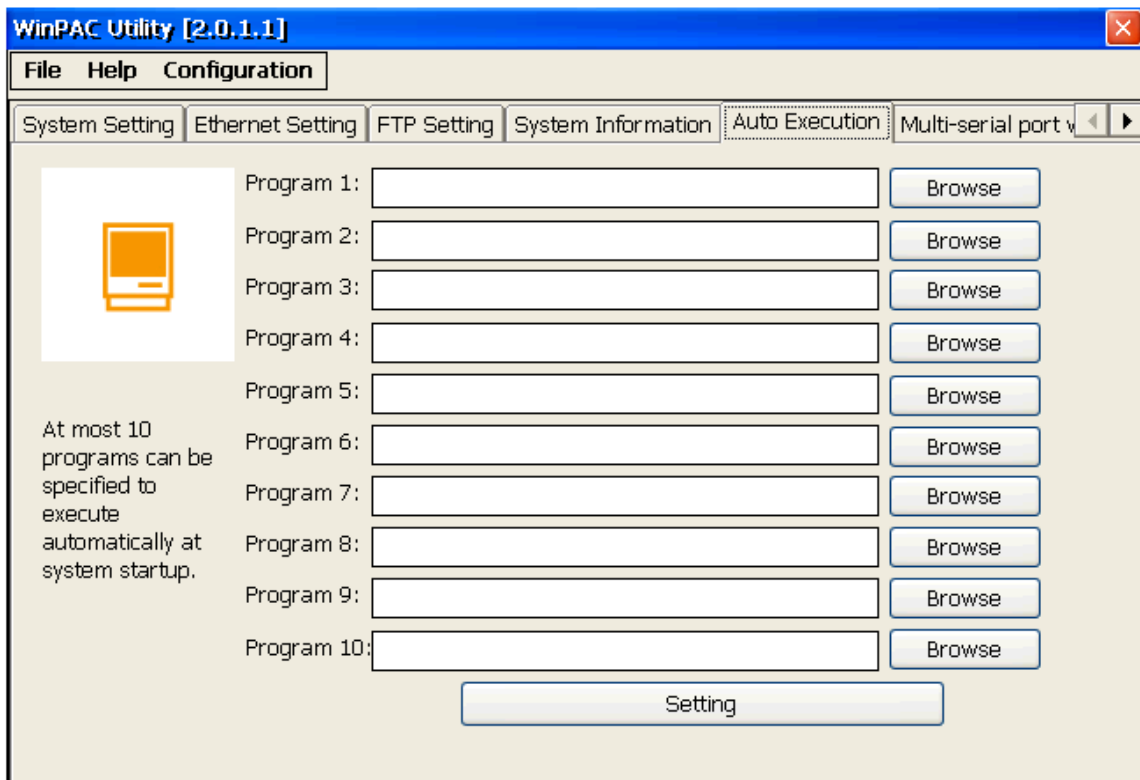 WinPAC Utility [2.0.1.1]
File Help Configuration
System Setting Ethernet Setting FTP Setting System Information Auto Execution Multi-serial port
Program 1: Browse
Program 2: Browse
Program 3: Browse
Program 4: Browse
Program 5: Browse
Program 6: Browse
Program 7: Browse
Program 8: Browse
Program 9: Browse
Program 10: Browse
At most 10
programs can be
specified to
execute
automatically at
system startup.
Setting